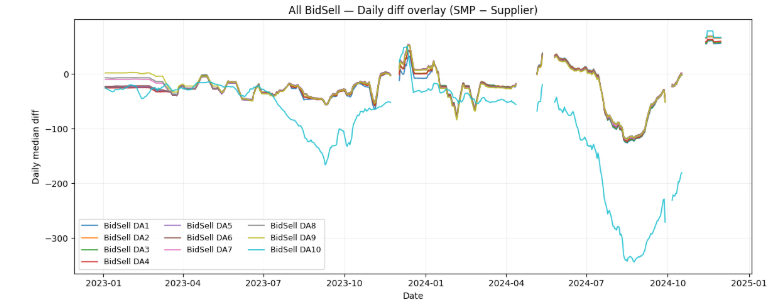 All BidSell — Daily diff overlay (SMP − Supplier)
Daily median diff
0
−100
−200
−300
BidSell DA1
BidSell DA2
BidSell DA3
BidSell DA4
BidSell DA5
BidSell DA6
BidSell DA7
BidSell DA8
BidSell DA9
BidSell DA10
2023-01
2023-04
2023-07
2023-10
2024-01
2024-04
2024-07
2024-10
2025-01
Date